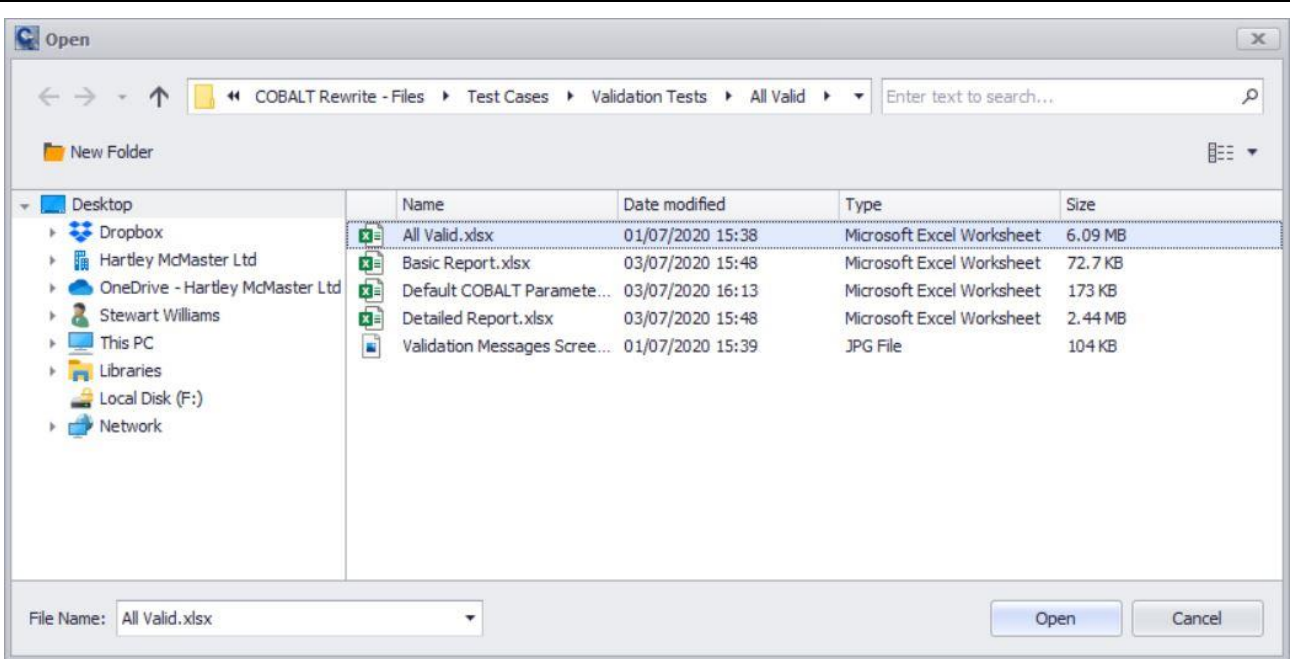 Open
COBALT Rewrite - Files Test Cases Validation Tests All Valid Enter text to search...
New Folder
Desktop
Dropbox
Hartley McMaster Ltd
OneDrive - Hartley McMaster Ltd
Stewart Williams
This PC
Libraries
Local Disk (F:)
Network
Name Date modified Type Size
All Valid.xlsx 01/07/2020 15:38 Microsoft Excel Worksheet 6.09 MB
Basic Report.xlsx 03/07/2020 15:48 Microsoft Excel Worksheet 72.7 KB
Default COBALT Paramete... 03/07/2020 16:13 Microsoft Excel Worksheet 173 KB
Detailed Report.xlsx 03/07/2020 15:48 Microsoft Excel Worksheet 2.44 MB
Validation Messages Scree... 01/07/2020 15:39 JPG File 104 KB
File Name: All Valid.xlsx Open Cancel